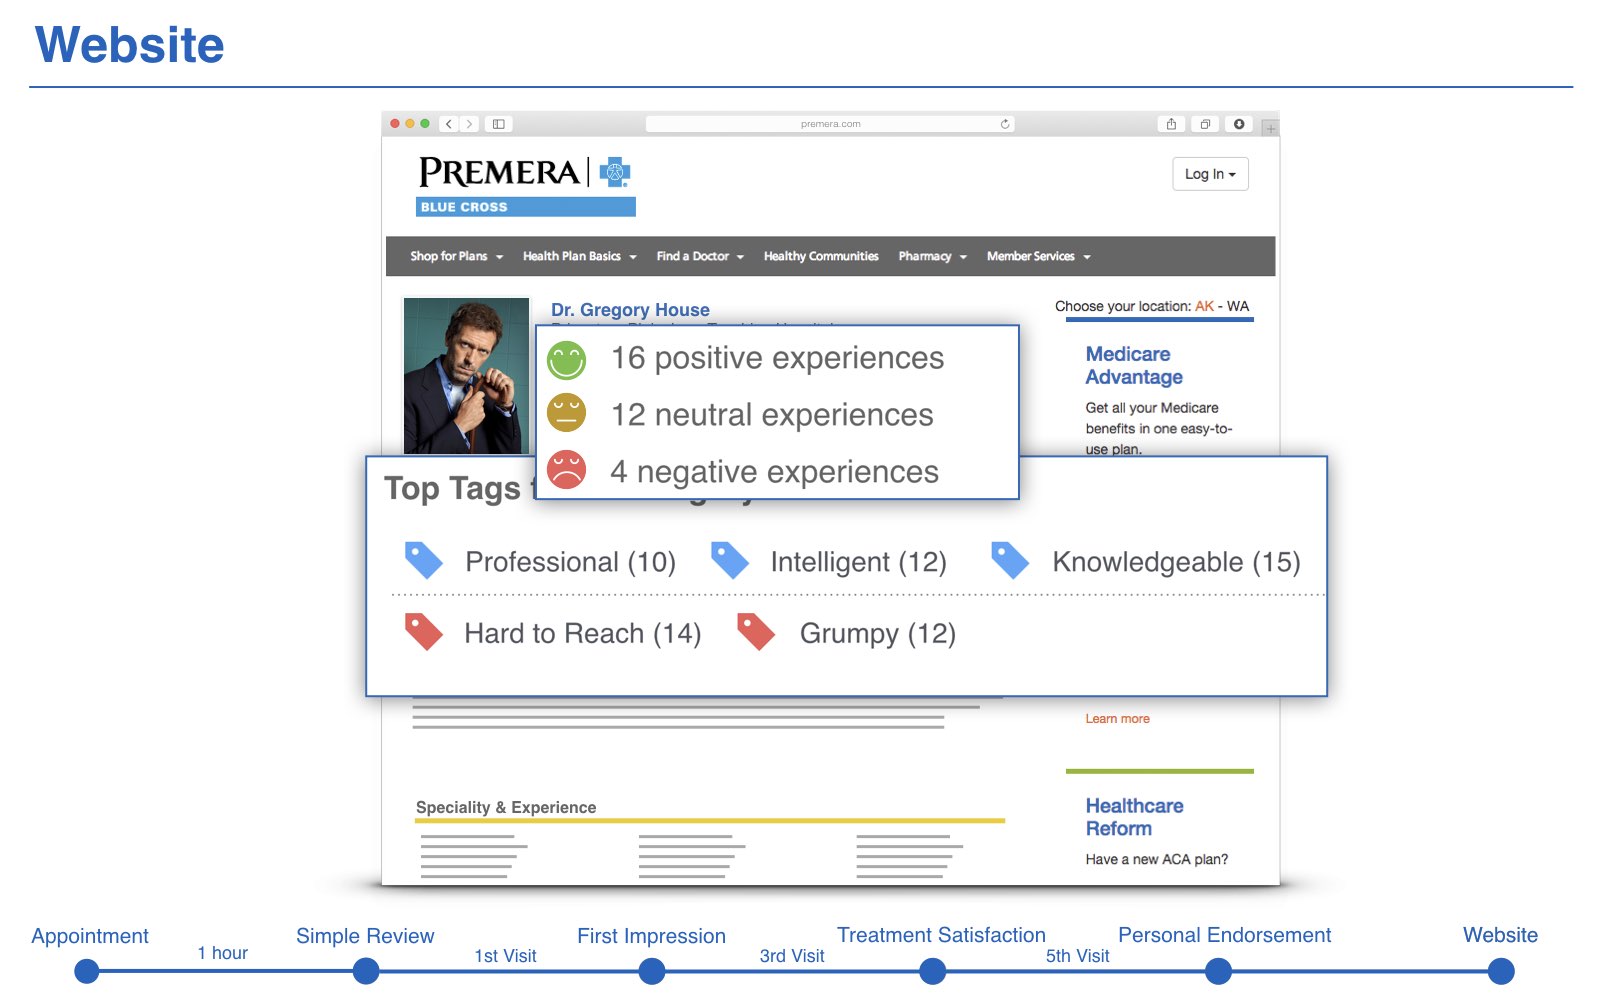 Website
premera.com
PREMERA
BLUE CROSS
Log In
Shop for Plans Health Plan Basics Find a Doctor Healthy Communities Pharmacy Member Services
Dr. Gregory House
Choose your location: AK - WA
16 positive experiences
12 neutral experiences
4 negative experiences
Medicare
Advantage
Get all your Medicare
benefits in one easy-to-
use plan.
Top Tags
Professional (10) Intelligent (12) Knowledgeable (15)
Hard to Reach (14) Grumpy (12)
Learn more
Speciality & Experience
Healthcare
Reform
Have a new ACA plan?
Appointment
1 hour
Simple Review
1st Visit
First Impression
3rd Visit
Treatment Satisfaction
5th Visit
Personal Endorsement
Website